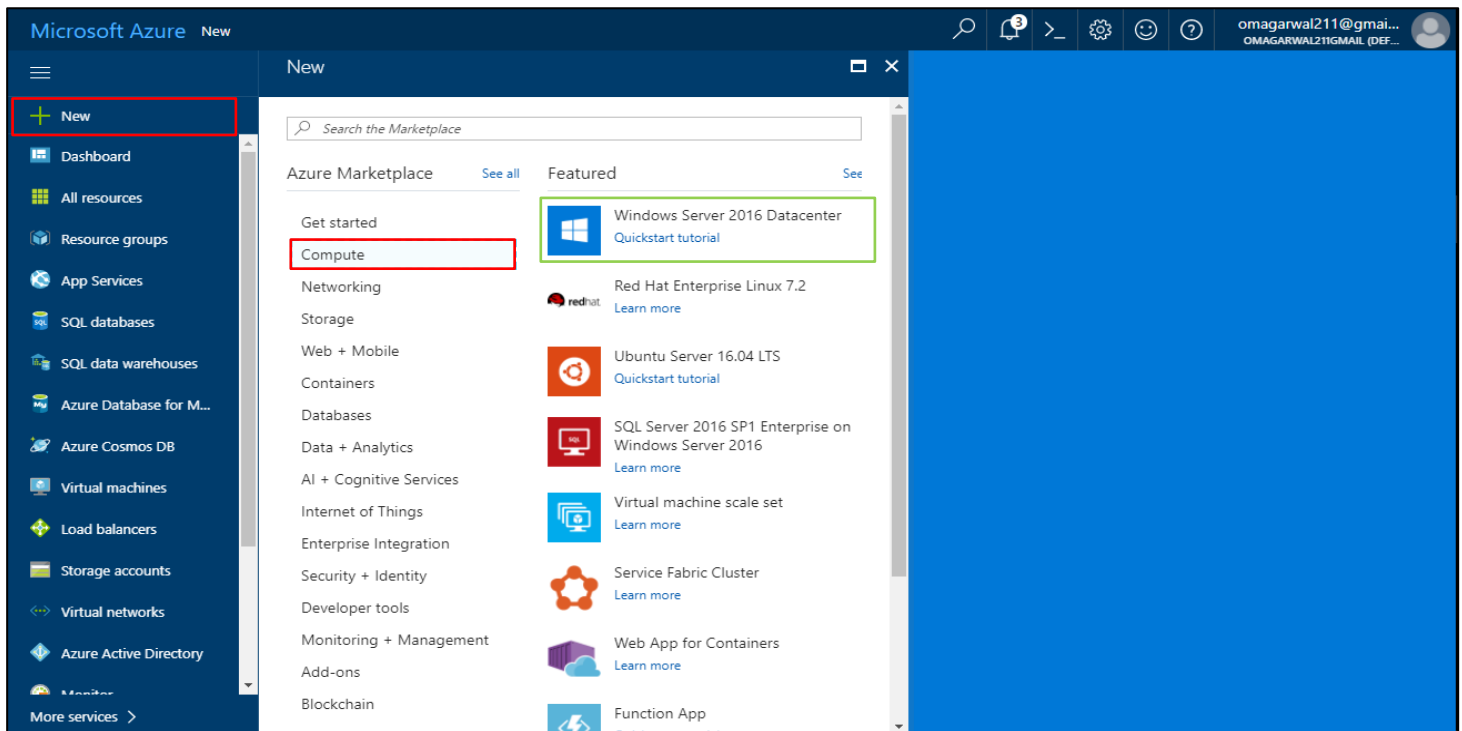 Microsoft Azure New
3
omagarwal211@gmai...
OMAGARWAL211GMAIL (DEF...
New
Dashboard
All resources
Resource groups
App Services
SQL databases
SQL data warehouses
Azure Database for M...
Azure Cosmos DB
Virtual machines
Load balancers
Storage accounts
Virtual networks
Azure Active Directory
Monitor
More services
New
Search the Marketplace
Azure Marketplace See all
Get started
Compute
Networking
Storage
Web + Mobile
Containers
Databases
Data + Analytics
AI + Cognitive Services
Internet of Things
Enterprise Integration
Security + Identity
Developer tools
Monitoring + Management
Add-ons
Blockchain
Featured See
Windows Server 2016 Datacenter
Quickstart tutorial
redhat
Red Hat Enterprise Linux 7.2
Learn more
Ubuntu Server 16.04 LTS
Quickstart tutorial
SQL
SQL Server 2016 SP1 Enterprise on
Windows Server 2016
Learn more
Virtual machine scale set
Learn more
Service Fabric Cluster
Learn more
Web App for Containers
Learn more
Function App